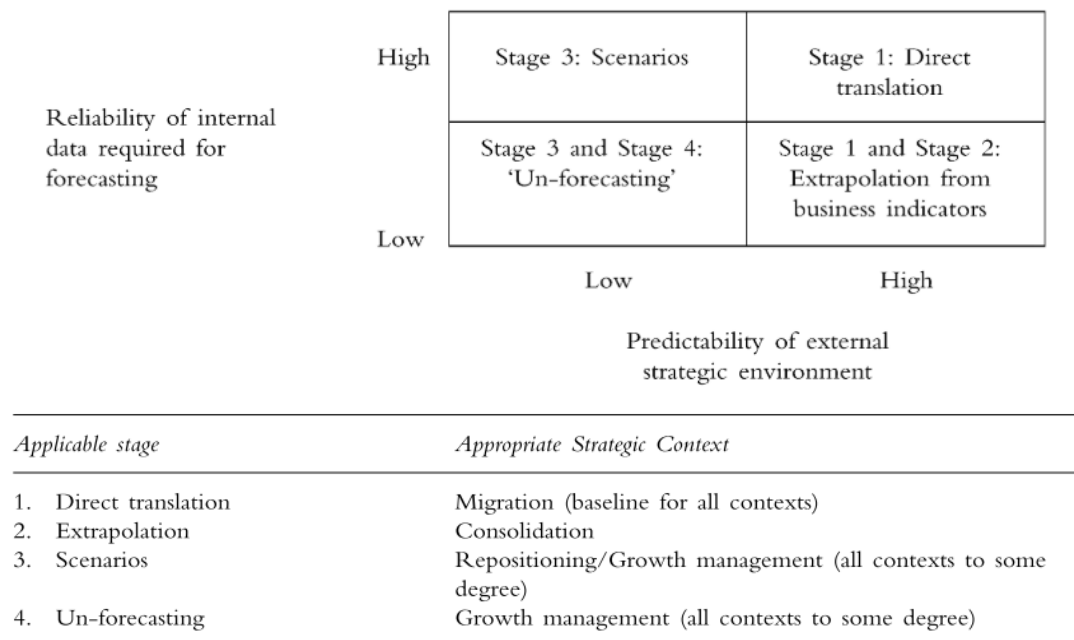 High
Stage 3: Scenarios
Stage 1: Direct
translation
Reliability of internal
data required for
forecasting
Stage 3 and Stage 4:
‘Un-forecasting’
Stage 1 and Stage 2:
Extrapolation from
business indicators
Low
Low
High
Predictability of external
strategic environment
Applicable stage
Appropriate Strategic Context
1. Direct translation
Migration (baseline for all contexts)
2. Extrapolation
Consolidation
3. Scenarios
Repositioning/Growth management (all contexts to some
degree)
4. Un-forecasting
Growth management (all contexts to some degree)